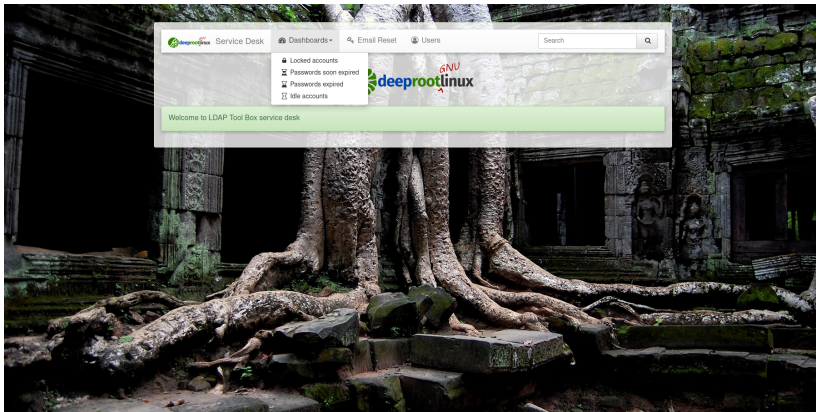 deeprootlinux Service Desk Dashboards Email Reset Users Search
Locked accounts
Passwords soon expired
Passwords expired
Idle accounts
GNU
deeprootlinux
Welcome to LDAP Tool Box service desk